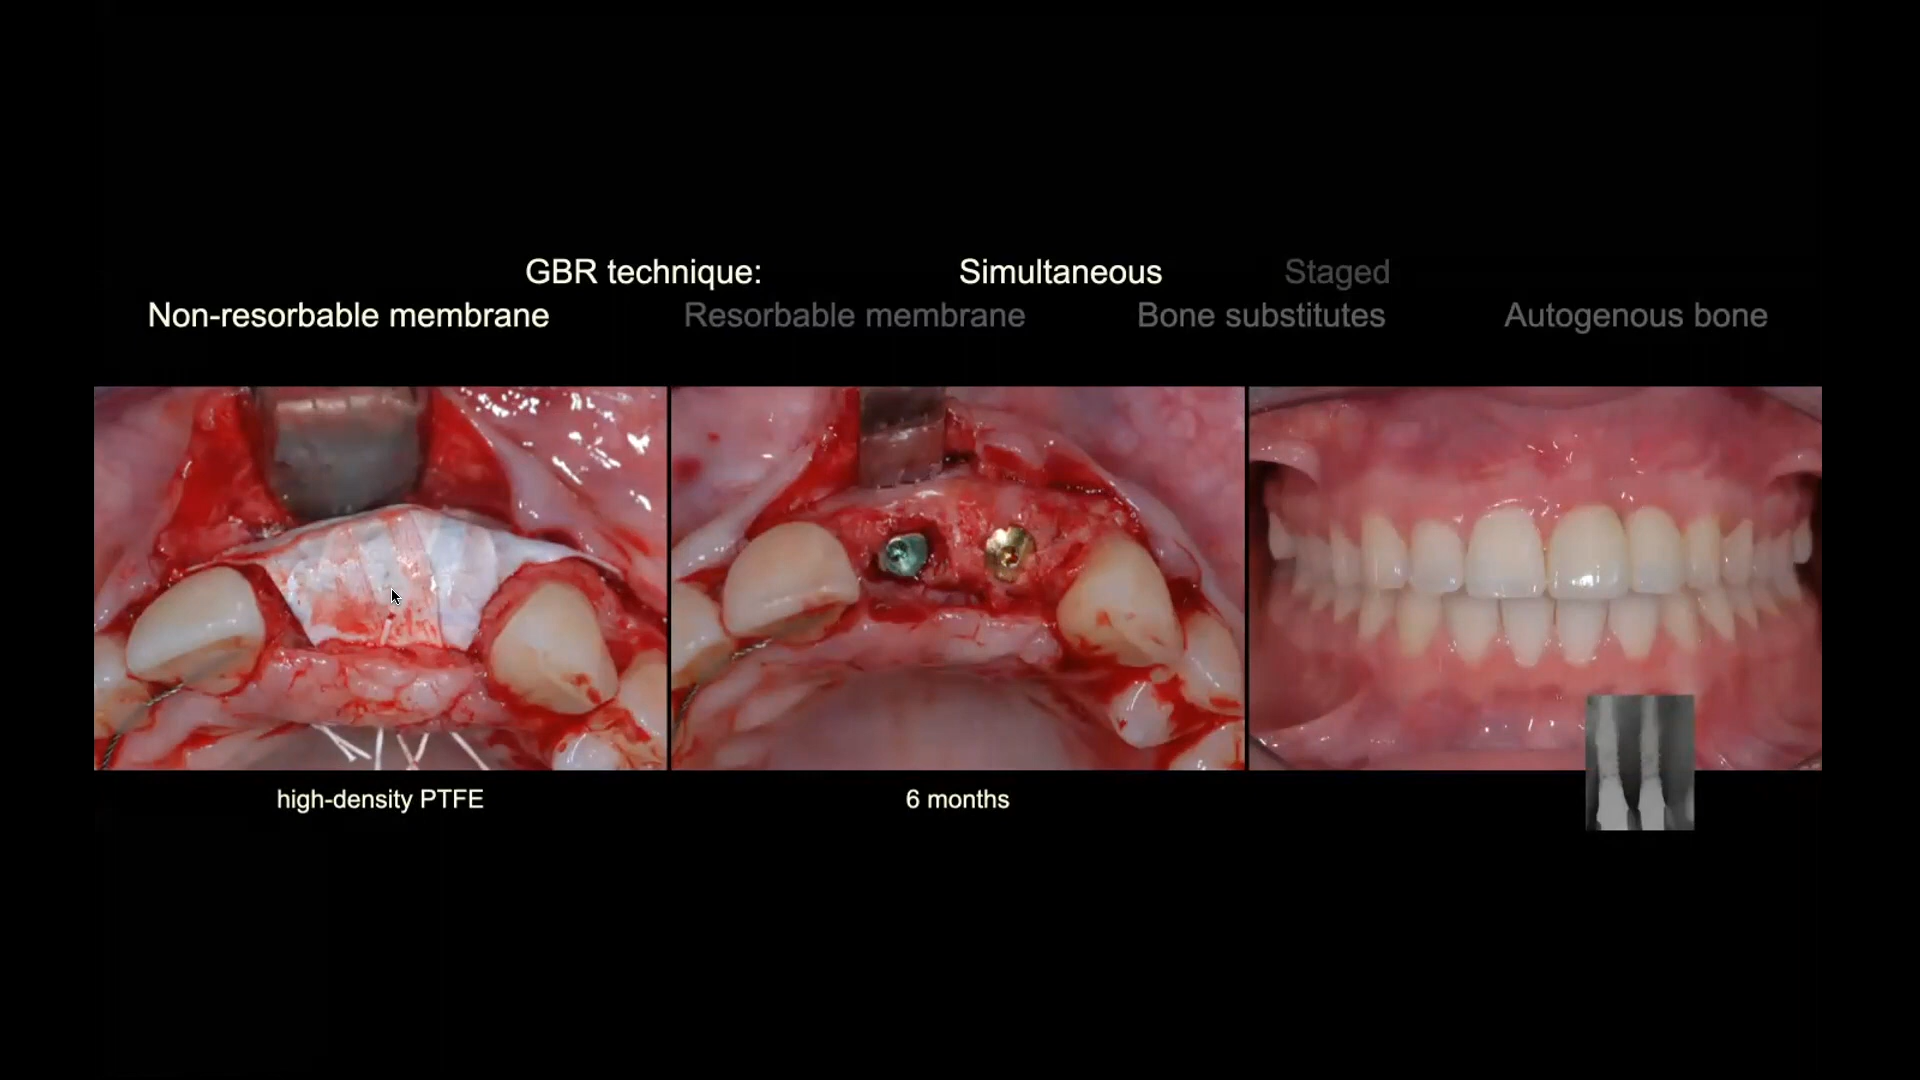 GBR technique: Simultaneous Staged
Non-resorbable membrane Resorbable membrane Bone substitutes Autogenous bone
high-density PTFE
6 months